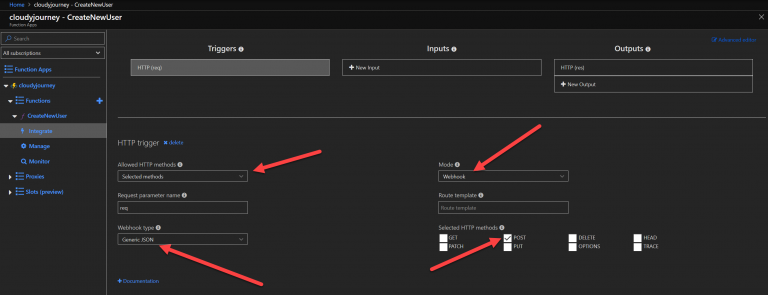 Home > cloudyjourney - CreateNewUser
cloudyjourney - CreateNewUser
Function Apps
Search
All subscriptions
Function Apps
cloudyjourney
Functions
CreateNewUser
Integrate
Manage
Monitor
Proxies
Slots (preview)
Advanced editor
Triggers
Inputs
Outputs
HTTP (req)
+ New Input
HTTP (res)
+ New Output
HTTP trigger × delete
Allowed HTTP methods
Selected methods
Mode
Webhook
Request parameter name
req
Route template
Route template
Webhook type
Generic JSON
Selected HTTP methods
GET POST DELETE HEAD
PATCH PUT OPTIONS TRACE
+ Documentation